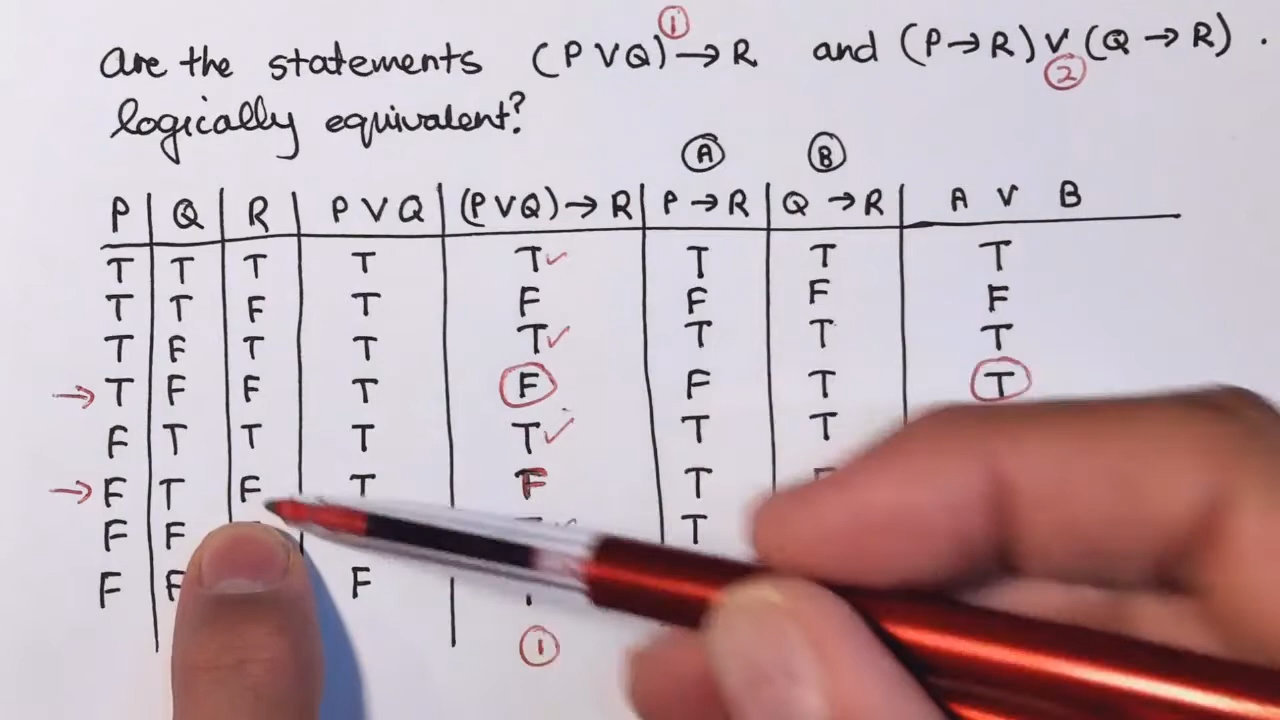 are the statements (P V Q) → R and (P → R) V (Q → R) .
①
②
logically equivalent?
Ⓐ Ⓑ
P Q R P V Q (P V Q) → R P → R Q → R A V B
T T T T T✓ T T T
T T F T F F F F
T F T T T✓ T T T
→ T F F T F F T T
F T T T T✓ T T
→ F T F T F T
F F T
F F
①